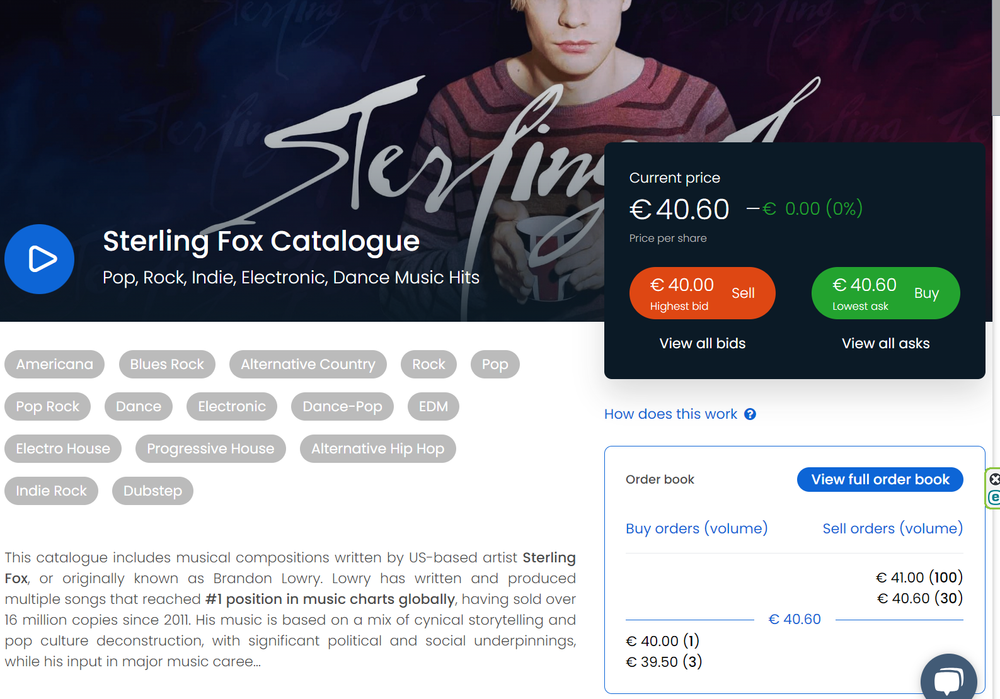 Sterling
Sterling Fox Catalogue
Pop, Rock, Indie, Electronic, Dance Music Hits
Current price
€ 40.60 — € 0.00 (0%)
Price per share
€ 40.00 Sell
Highest bid
€ 40.60 Buy
Lowest ask
View all bids
View all asks
Americana Blues Rock Alternative Country Rock Pop
Pop Rock Dance Electronic Dance-Pop EDM
Electro House Progressive House Alternative Hip Hop
Indie Rock Dubstep
This catalogue includes musical compositions written by US-based artist Sterling
Fox, or originally known as Brandon Lowry. Lowry has written and produced
multiple songs that reached #1 position in music charts globally, having sold over
16 million copies since 2011. His music is based on a mix of cynical storytelling and
pop culture deconstruction, with significant political and social underpinnings,
while his input in major music caree...
How does this work ?
Order book
View full order book
Buy orders (volume) Sell orders (volume)
€ 41.00 (100)
€ 40.60 (30)
€ 40.60
€ 40.00 (1)
€ 39.50 (3)